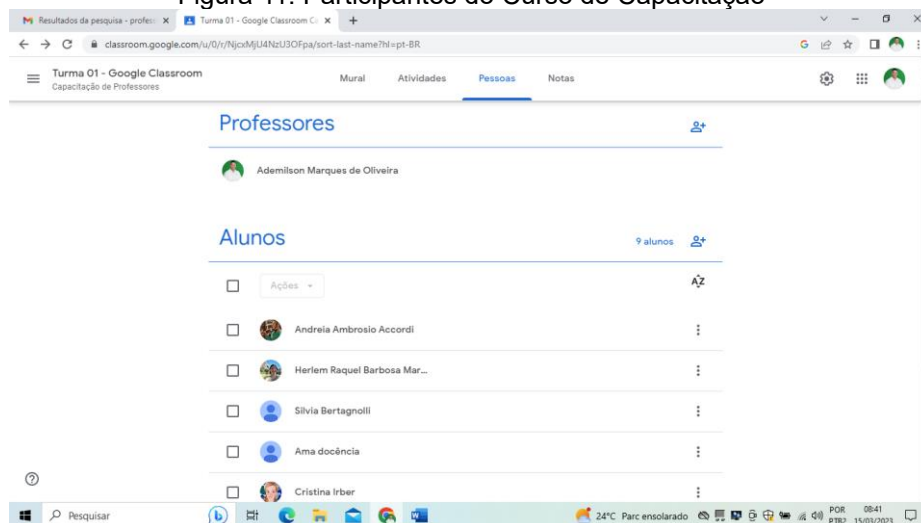 Figura 11: Participantes do Curso de Capacitação
Resultados da pesquisa - profes
Turma 01 - Google Classroom C
classroom.google.com/u/0/r/NjcxMjU4NzU3OFpa/sort-last-name?hl=pt-BR
Turma 01 - Google Classroom
Capacitação de Professores
Mural Atividades Pessoas Notas
Professores
Ademilson Marques de Oliveira
Alunos
9 alunos
Ações
AZ
Andreia Ambrosio Accordi
Herlem Raquel Barbosa Mar...
Silvia Bertagnolli
Ama docência
Cristina Irber
Pesquisar
24°C Parc ensolarado
POR
PTB2
08:41
15/03/2023